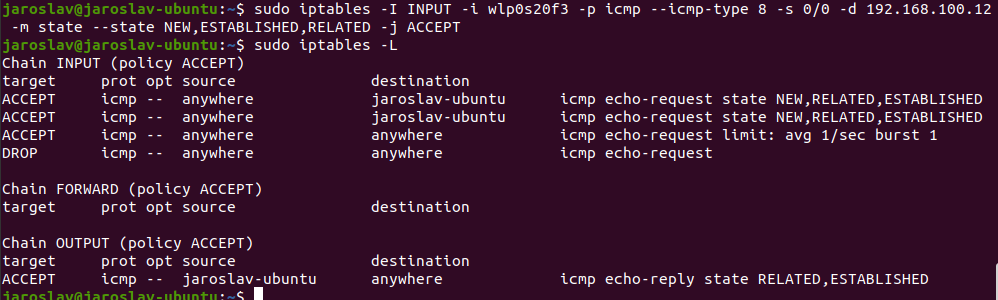 jaroslav@jaroslav-ubuntu:~$ sudo iptables -I INPUT -i wlp0s20f3 -p icmp --icmp-type 8 -s 0/0 -d 192.168.100.12
 -m state --state NEW,ESTABLISHED,RELATED -j ACCEPT
jaroslav@jaroslav-ubuntu:~$ sudo iptables -L
Chain INPUT (policy ACCEPT)
target     prot opt source               destination
ACCEPT     icmp --  anywhere             jaroslav-ubuntu      icmp echo-request state NEW,RELATED,ESTABLISHED
ACCEPT     icmp --  anywhere             jaroslav-ubuntu      icmp echo-request state NEW,RELATED,ESTABLISHED
ACCEPT     icmp --  anywhere             anywhere             icmp echo-request limit: avg 1/sec burst 1
DROP       icmp --  anywhere             anywhere             icmp echo-request

Chain FORWARD (policy ACCEPT)
target     prot opt source               destination

Chain OUTPUT (policy ACCEPT)
target     prot opt source               destination
ACCEPT     icmp --  jaroslav-ubuntu      anywhere             icmp echo-reply state RELATED,ESTABLISHED
jaroslav@jaroslav-ubuntu:~$